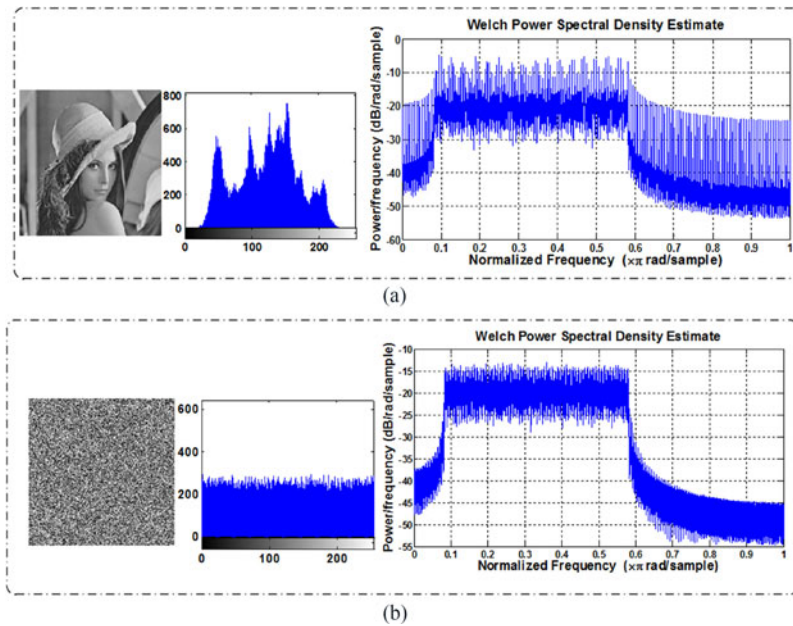 Welch Power Spectral Density Estimate
800
600
400
200
0
0 100 200
Power/frequency (dB/rad/sample)
0
-10
-20
-30
-40
-50
-60
0 0.1 0.2 0.3 0.4 0.5 0.6 0.7 0.8 0.9 1
Normalized Frequency (×π rad/sample)
(a)
Welch Power Spectral Density Estimate
600
400
200
0
0 100 200
Power/frequency (dB/rad/sample)
-10
-15
-20
-25
-30
-35
-40
-45
-50
-55
0 0.1 0.2 0.3 0.4 0.5 0.6 0.7 0.8 0.9 1
Normalized Frequency (×π rad/sample)
(b)